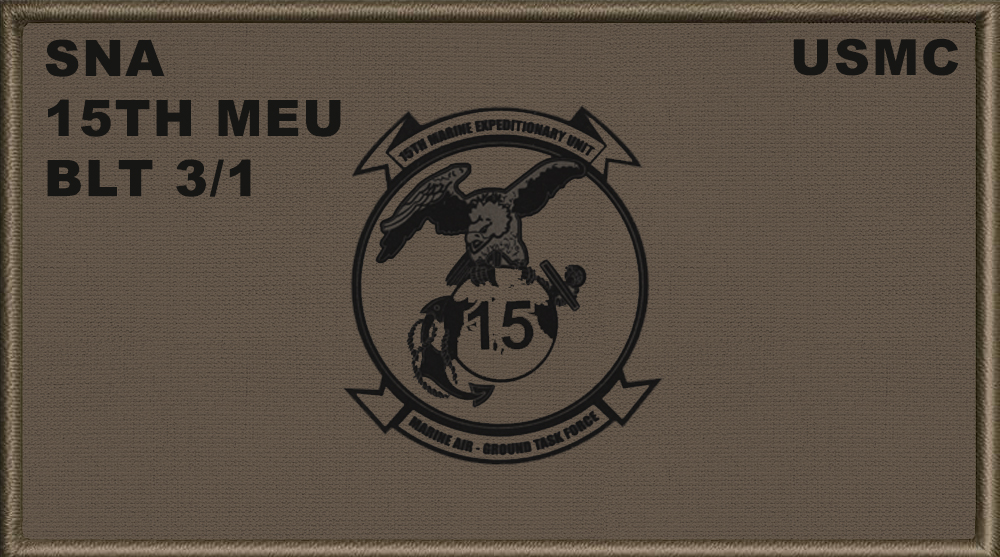 SNA
USMC
15TH MEU
BLT 3/1
15TH MARINE EXPEDITIONARY UNIT
15
MARINE AIR - GROUND TASK FORCE